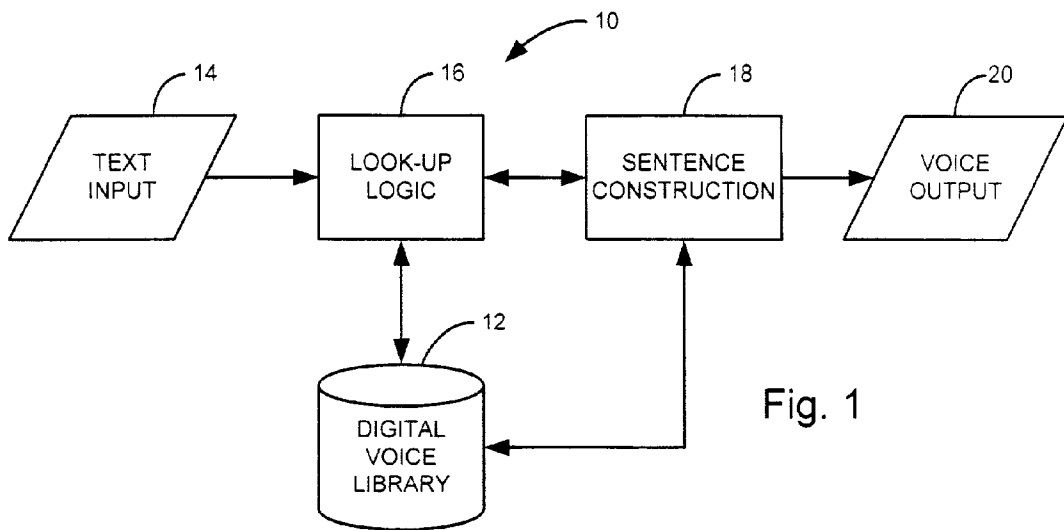 10
14
16
18
20
TEXT
INPUT
LOOK-UP
LOGIC
SENTENCE
CONSTRUCTION
VOICE
OUTPUT
12
DIGITAL
VOICE
LIBRARY
Fig. 1